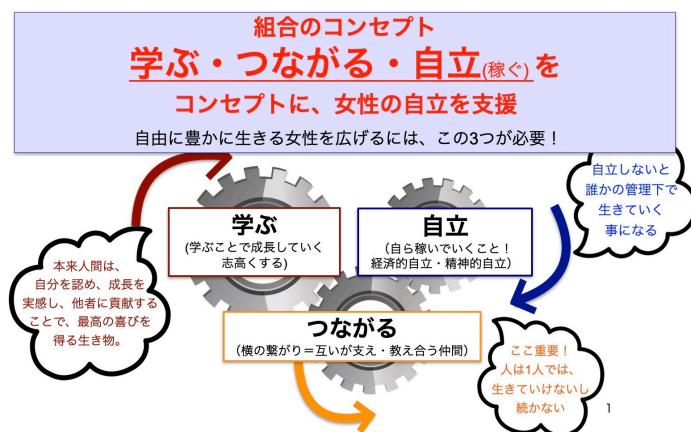 組合のコンセプト
学ぶ・つながる・自立(稼ぐ)を
コンセプトに、女性の自立を支援
自由に豊かに生きる女性を広げるには、この3つが必要！
自立しないと
誰かの管理下で
生きていく
事になる
学ぶ
(学ぶことで成長していく
志高くする)
自立
（自ら稼いでいくこと！
経済的自立・精神的自立）
本来人間は、
自分を認め、成長を
実感し、他者に貢献する
ことで、最高の喜びを
得る生き物。
つながる
（横の繋がり＝互いが支え・教え合う仲間）
ここ重要！
人は1人では、
生きていけないし
続かない
1